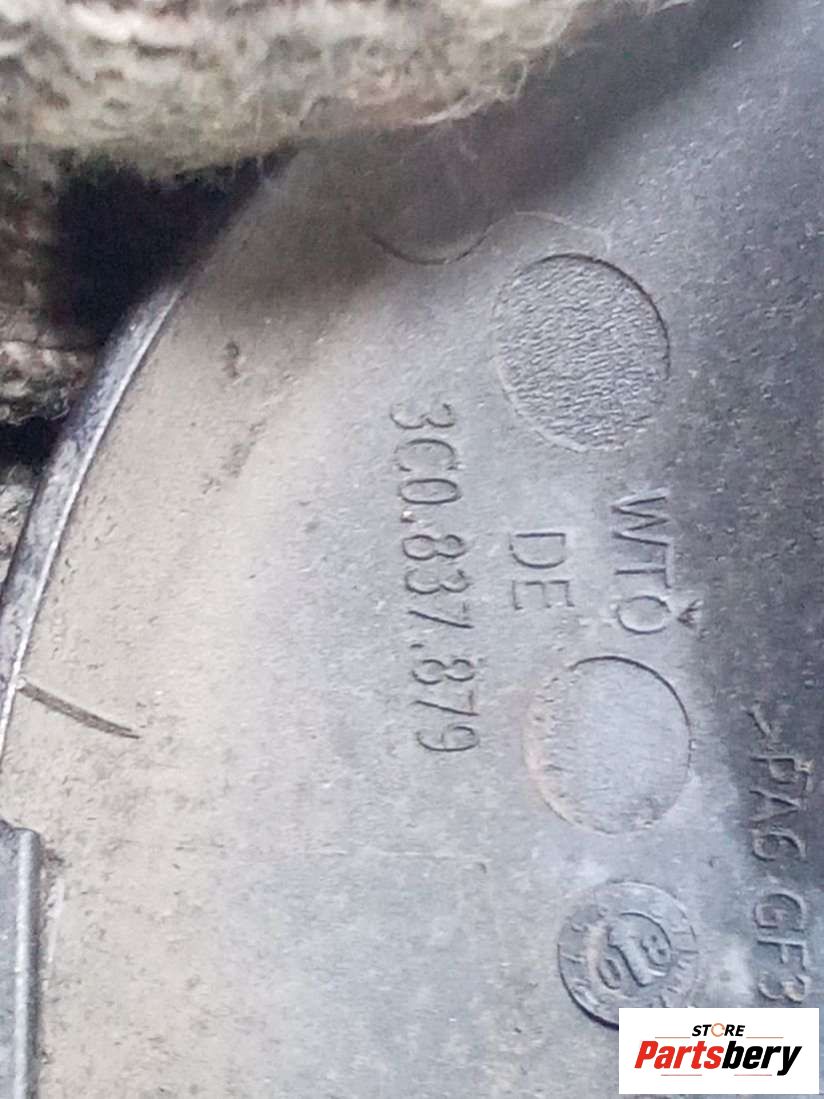 WTO
DE
3C0.837.879
>PA6 GF3
STORE
Partsbery